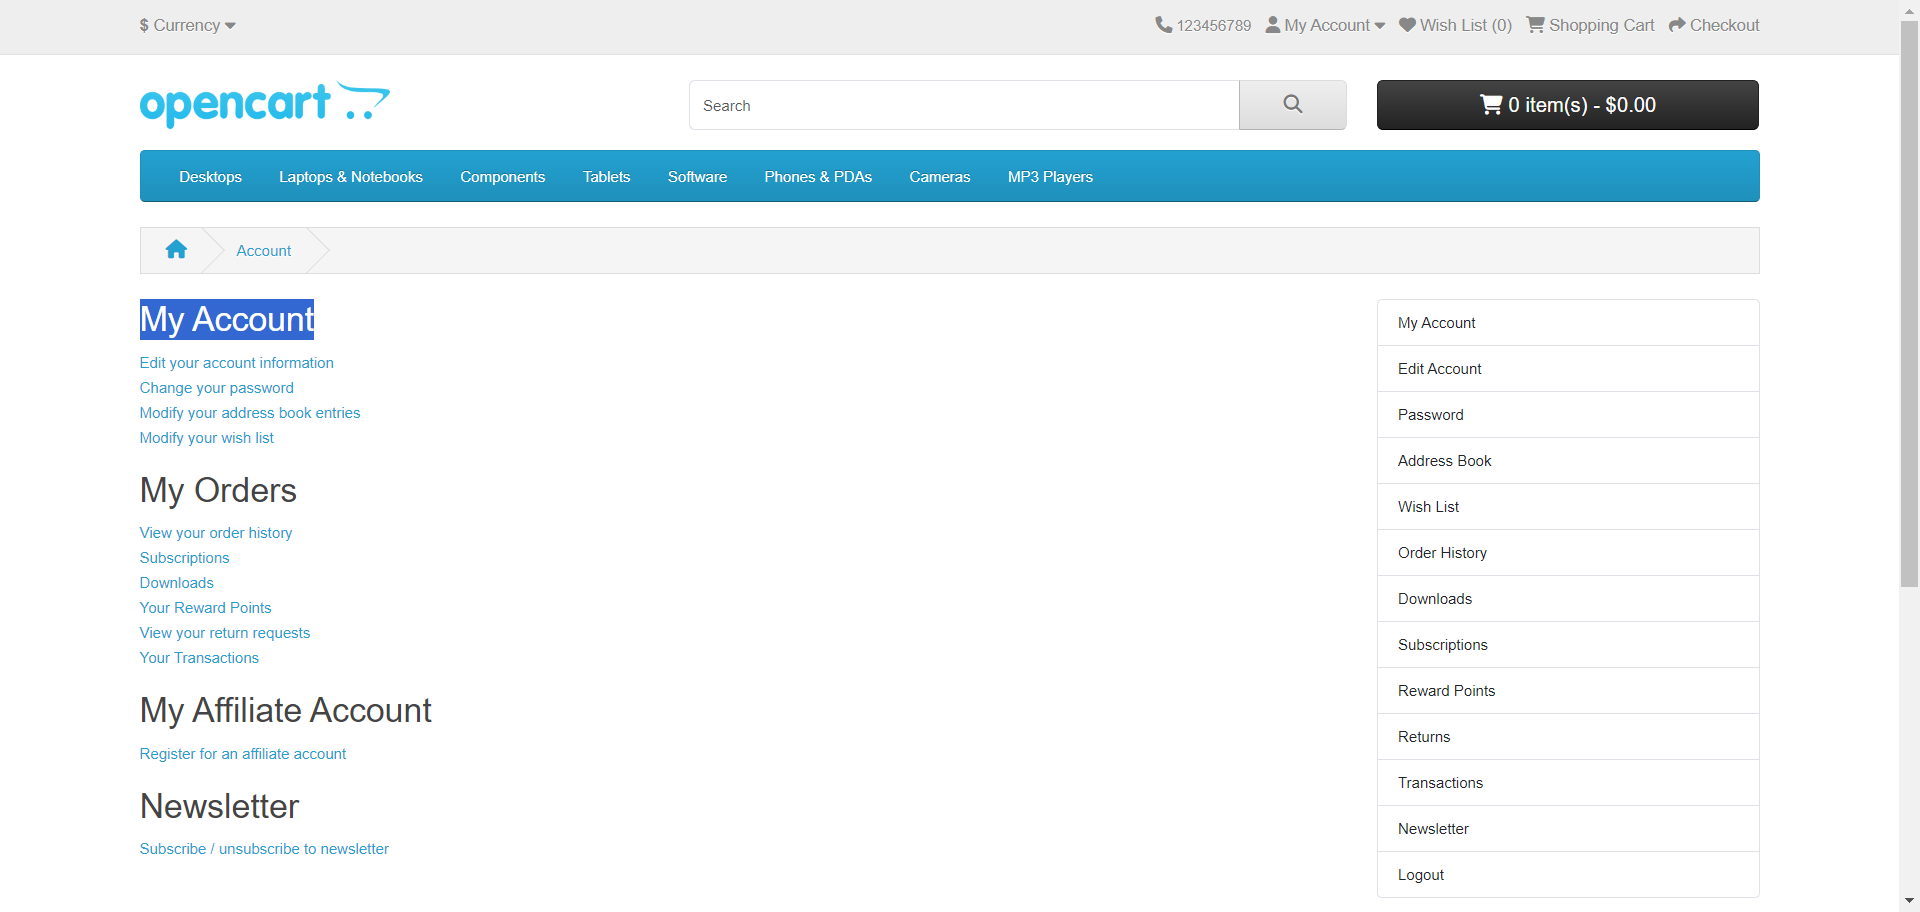 $ Currency
123456789 My Account Wish List (0) Shopping Cart Checkout
opencart
Search
0 item(s) - $0.00
Desktops Laptops & Notebooks Components Tablets Software Phones & PDAs Cameras MP3 Players
Account
My Account
Edit your account information
Change your password
Modify your address book entries
Modify your wish list
My Orders
View your order history
Subscriptions
Downloads
Your Reward Points
View your return requests
Your Transactions
My Affiliate Account
Register for an affiliate account
Newsletter
Subscribe / unsubscribe to newsletter
My Account
Edit Account
Password
Address Book
Wish List
Order History
Downloads
Subscriptions
Reward Points
Returns
Transactions
Newsletter
Logout